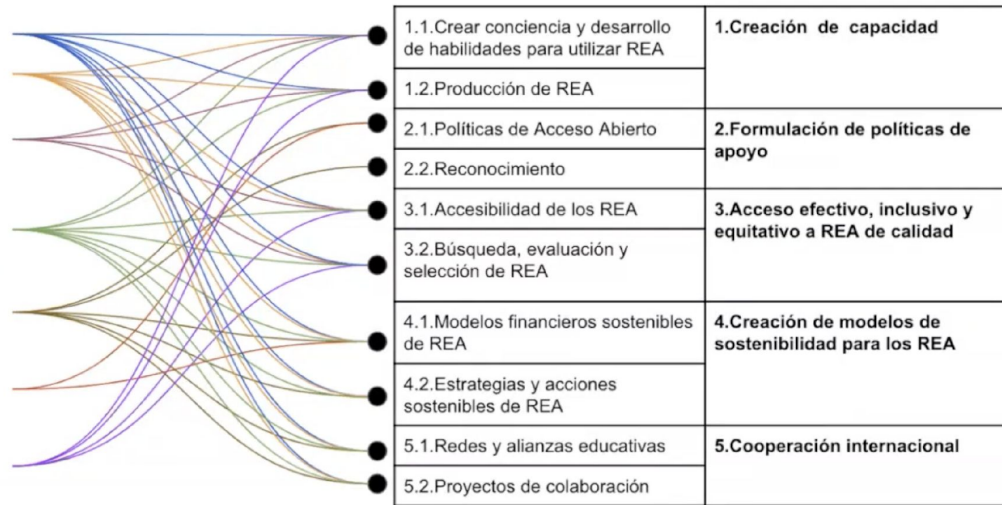 1.1.Crear conciencia y desarrollo
de habilidades para utilizar REA
1.Creación de capacidad
1.2.Producción de REA
2.1.Políticas de Acceso Abierto
2.Formulación de políticas de
apoyo
2.2.Reconocimiento
3.1.Accesibilidad de los REA
3.Acceso efectivo, inclusivo y
equitativo a REA de calidad
3.2.Búsqueda, evaluación y
selección de REA
4.1.Modelos financieros sostenibles
de REA
4.Creación de modelos de
sostenibilidad para los REA
4.2.Estrategias y acciones
sostenibles de REA
5.1.Redes y alianzas educativas
5.Cooperación internacional
5.2.Proyectos de colaboración